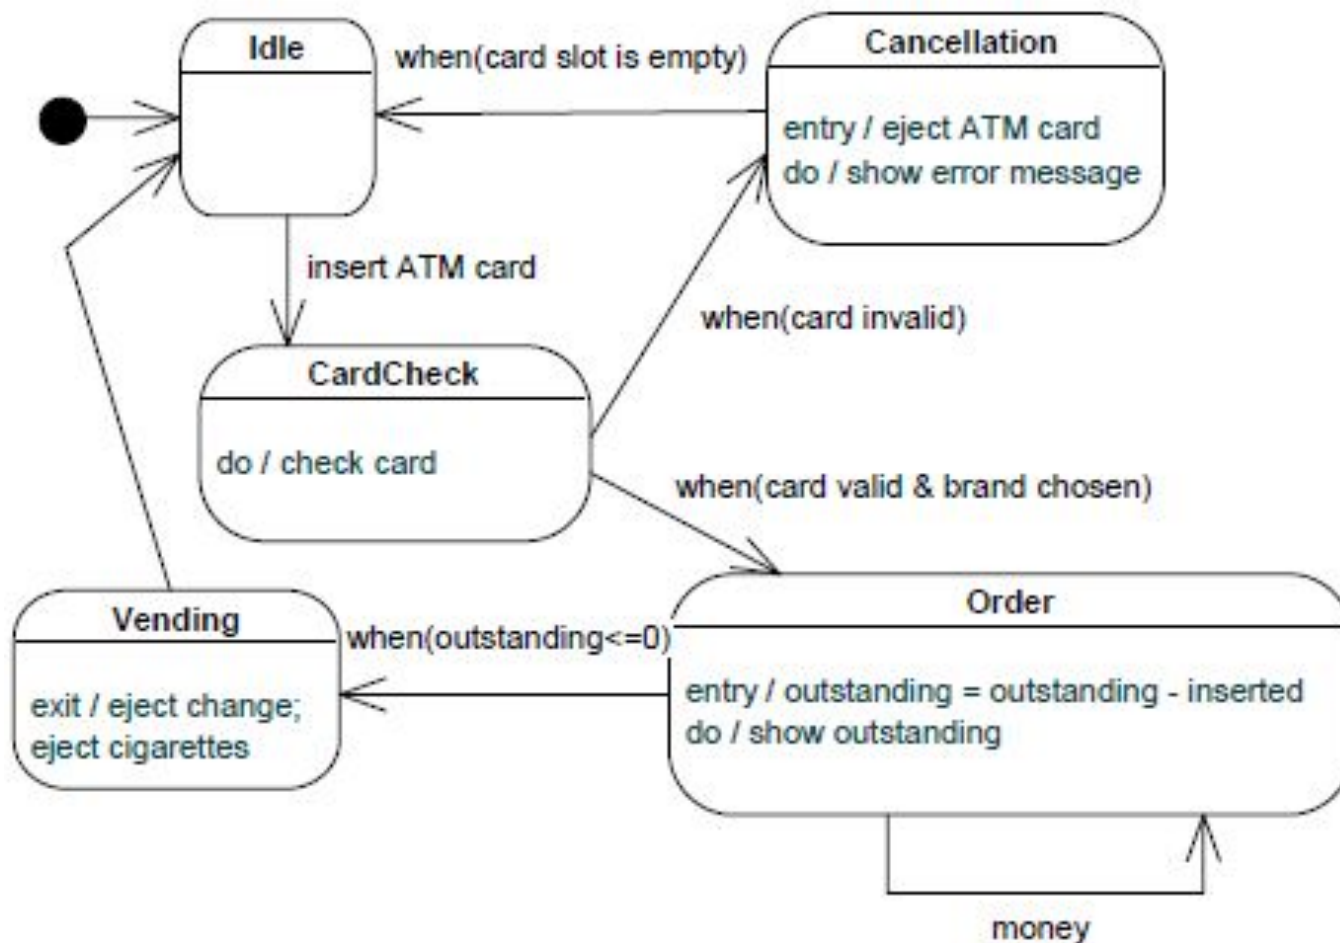 Idle
when(card slot is empty)
Cancellation
entry / eject ATM card
do / show error message
insert ATM card
when(card invalid)
CardCheck
do / check card
when(card valid & brand chosen)
Vending
exit / eject change;
eject cigarettes
when(outstanding<=0)
Order
entry / outstanding = outstanding - inserted
do / show outstanding
money